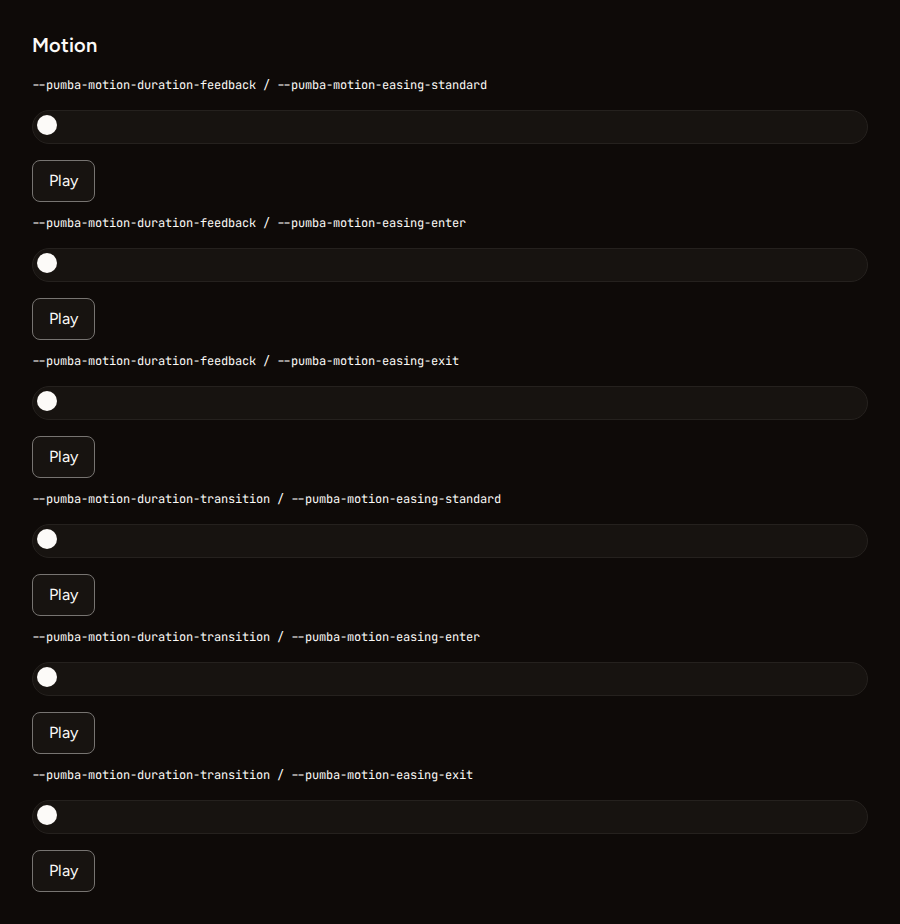 Motion
--pumba-motion-duration-feedback / --pumba-motion-easing-standard
Play
--pumba-motion-duration-feedback / --pumba-motion-easing-enter
Play
--pumba-motion-duration-feedback / --pumba-motion-easing-exit
Play
--pumba-motion-duration-transition / --pumba-motion-easing-standard
Play
--pumba-motion-duration-transition / --pumba-motion-easing-enter
Play
--pumba-motion-duration-transition / --pumba-motion-easing-exit
Play